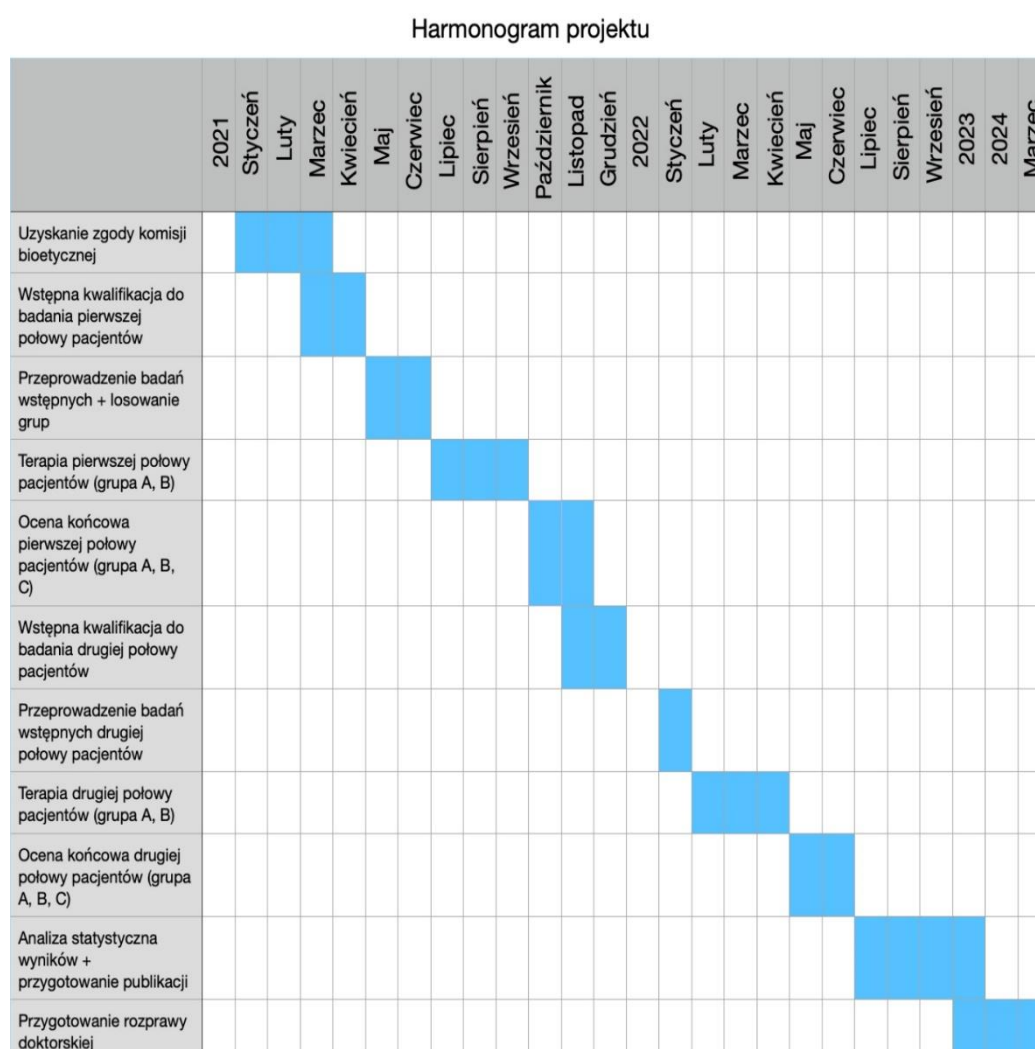 Harmonogram projektu
2021
Styczeń
Luty
Marzec
Kwiecień
Maj
Czerwiec
Lipiec
Sierpień
Wrzesień
Październik
Listopad
Grudzień
2022
Styczeń
Luty
Marzec
Kwiecień
Maj
Czerwiec
Lipiec
Sierpień
Wrzesień
2023
2024
Marzec
Uzyskanie zgody komisji
bioetycznej
Wstępna kwalifikacja do
badania pierwszej
połowy pacjentów
Przeprowadzenie badań
wstępnych + losowanie
grup
Terapia pierwszej połowy
pacjentów (grupa A, B)
Ocena końcowa
pierwszej połowy
pacjentów (grupa A, B,
C)
Wstępna kwalifikacja do
badania drugiej połowy
pacjentów
Przeprowadzenie badań
wstępnych drugiej
połowy pacjentów
Terapia drugiej połowy
pacjentów (grupa A, B)
Ocena końcowa drugiej
połowy pacjentów (grupa
A, B, C)
Analiza statystyczna
wyników +
przygotowanie publikacji
Przygotowanie rozprawy
doktorskiej